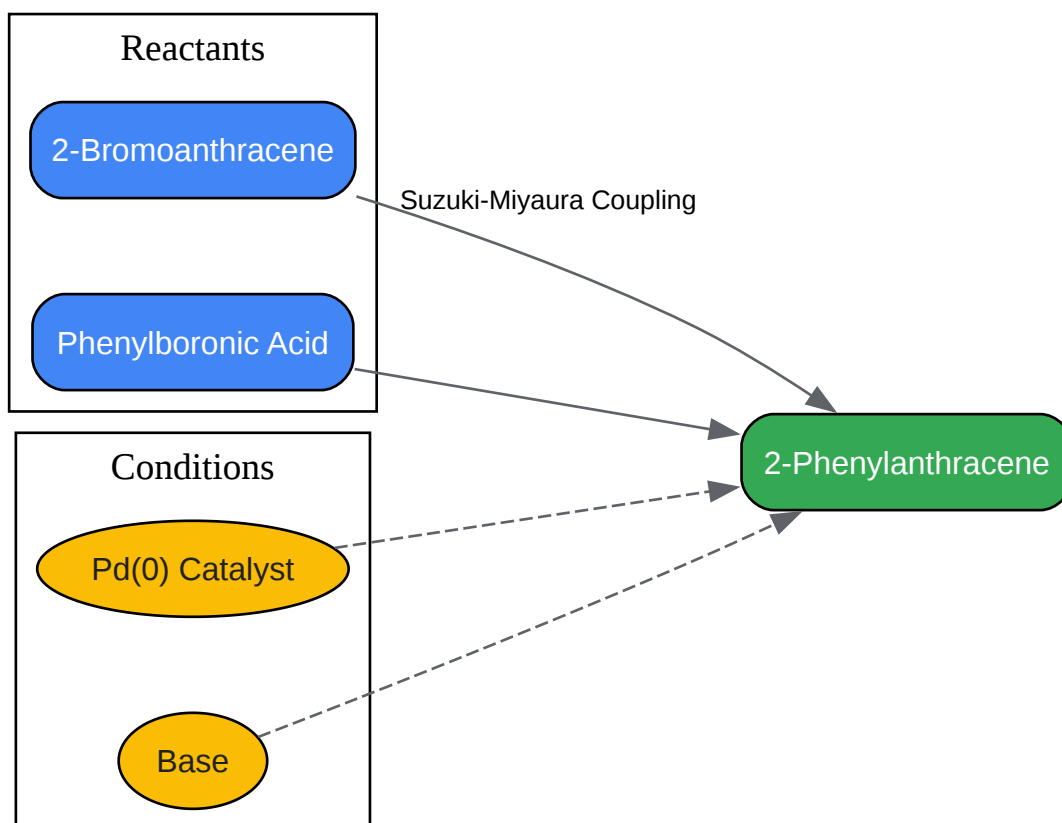 Reactants
2-Bromoanthracene
Suzuki-Miyaura Coupling
Phenylboronic Acid
2-Phenylanthracene
Conditions
Pd(0) Catalyst
Base